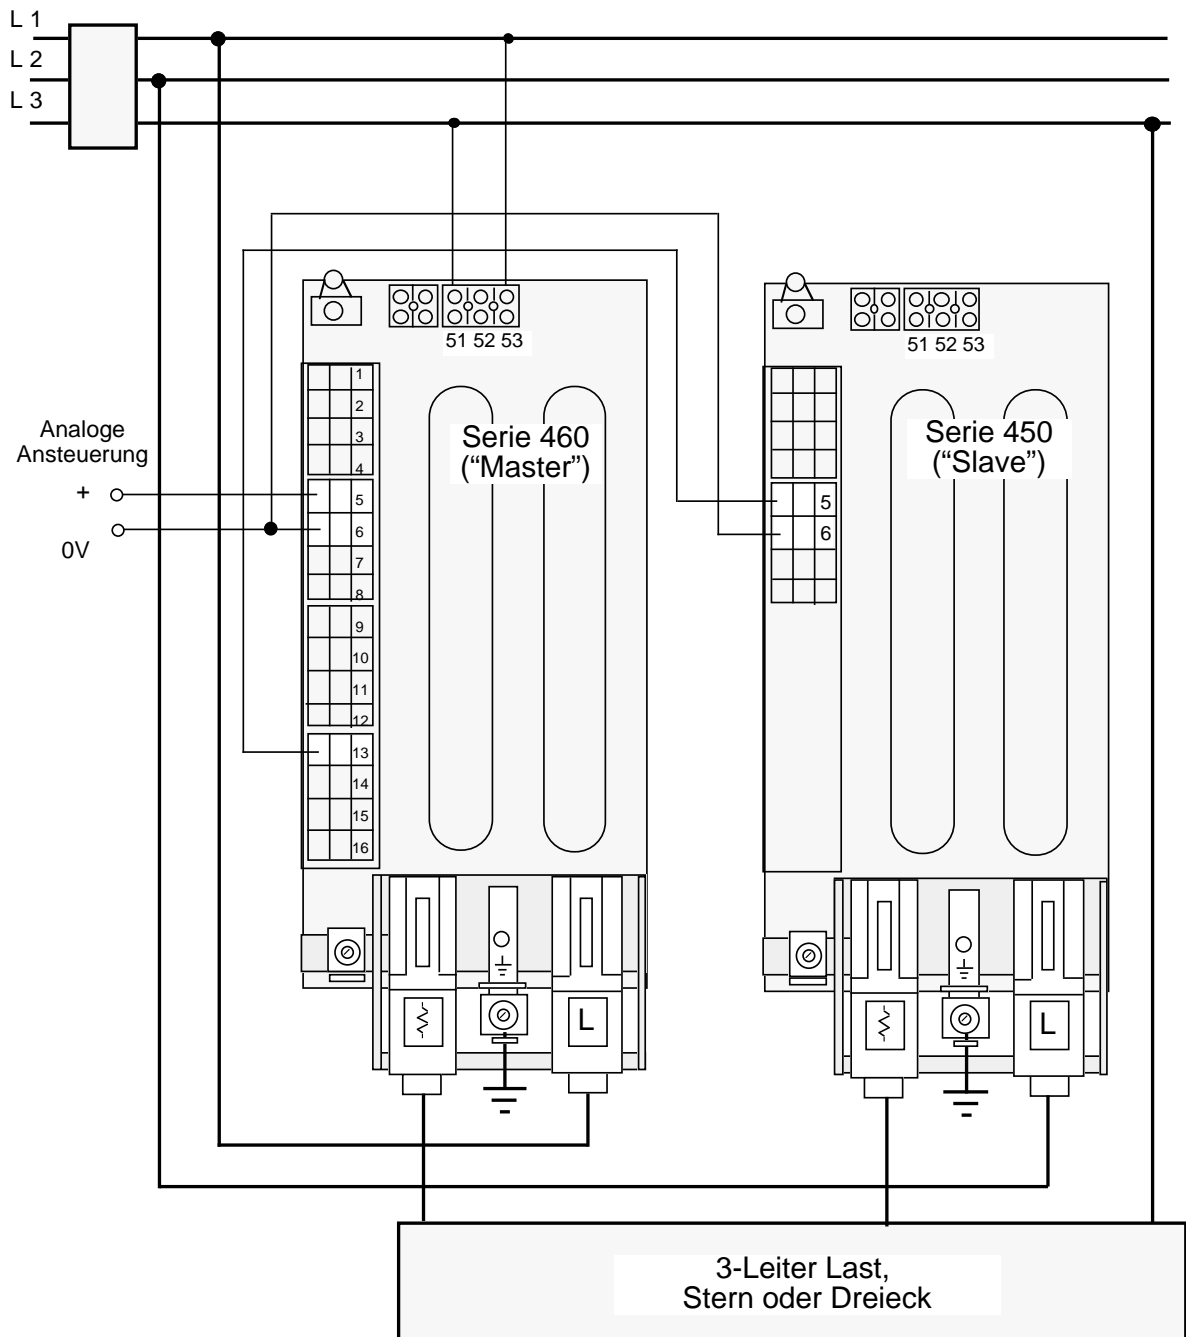 L 1
L 2
L 3
51 52 53
51 52 53
Analoge
Ansteuerung
+
0V
1
2
3
4
5
6
7
8
9
10
11
12
13
14
15
16
Serie 460
(“Master”)
Serie 450
(“Slave”)
5
6
L
L
3-Leiter Last,
Stern oder Dreieck